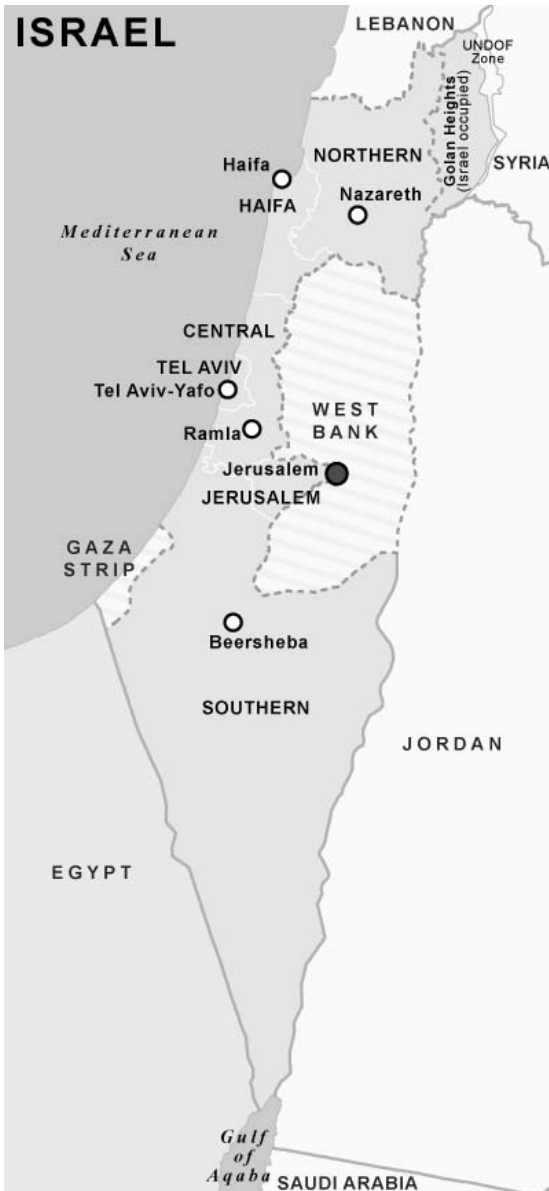 ISRAEL
LEBANON
UNDOF
Zone
Golan Heights
(Israel occupied)
SYRIA
NORTHERN
Haifa
HAIFA
Nazareth
Mediterranean
Sea
CENTRAL
TEL AVIV
Tel Aviv-Yafo
WEST
BANK
Ramla
Jerusalem
JERUSALEM
GAZA
STRIP
Beersheba
SOUTHERN
JORDAN
EGYPT
Gulf
of
Aqaba
SAUDI ARABIA